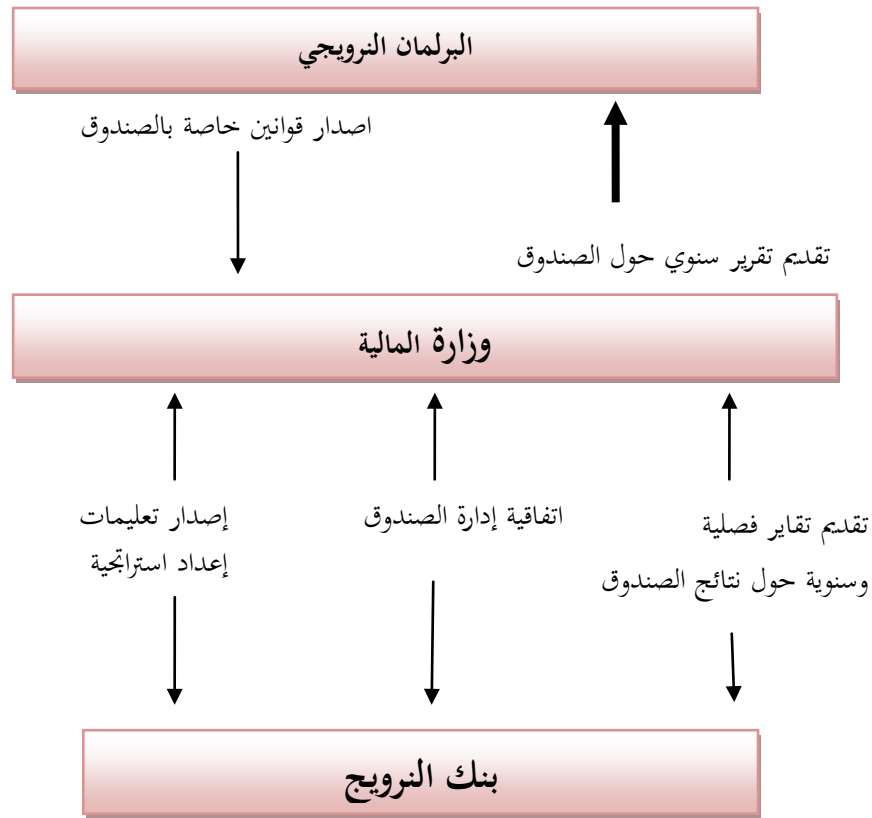 البرلمان النرويجي
اصدار قوانين خاصة بالصندوق
تقديم تقرير سنوي حول الصندوق
وزارة المالية
تقديم تقاير فصلية
وسنوية حول نتائج الصندوق
اتفاقية إدارة الصندوق
إصدار تعليمات
إعداد استراتجية
بنك النرويج